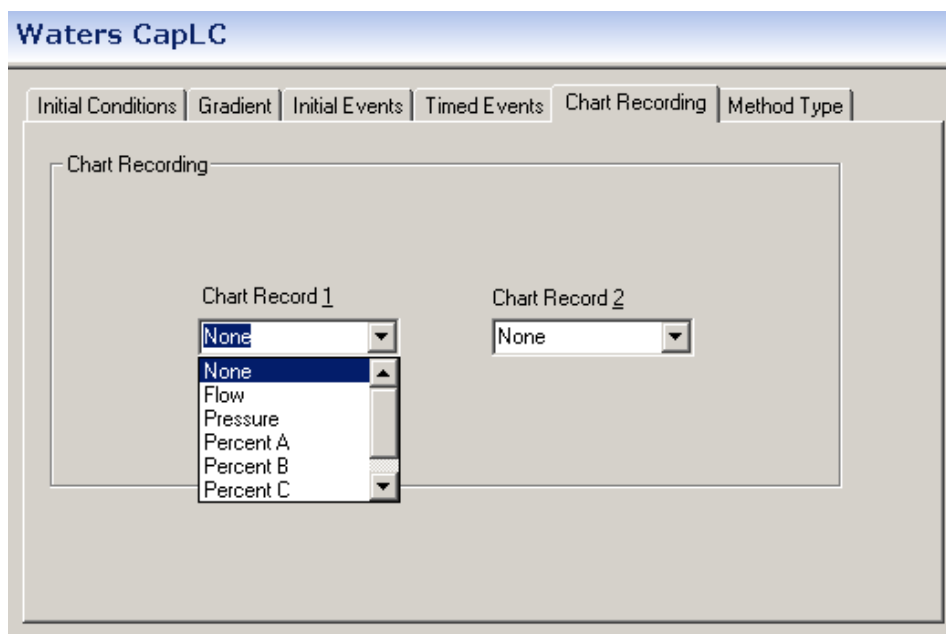 Waters CapLC
Initial Conditions Gradient Initial Events Timed Events Chart Recording Method Type
Chart Recording
Chart Record 1 Chart Record 2
None None
None
Flow
Pressure
Percent A
Percent B
Percent C